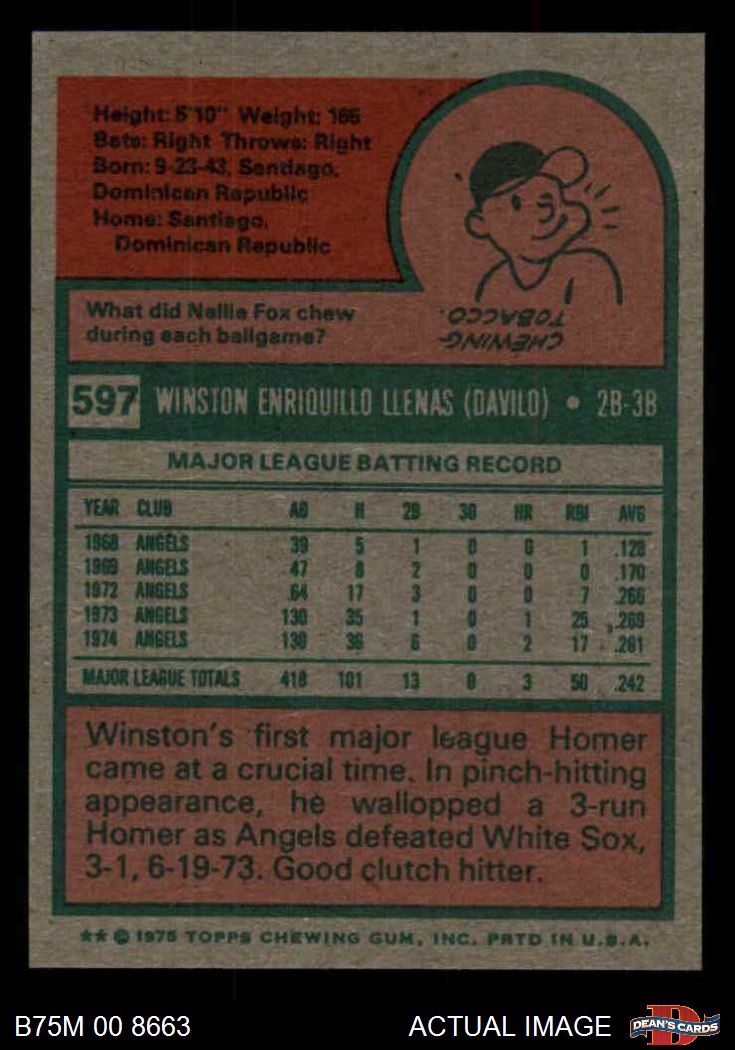 Height: 5'10" Weight: 165
Bats: Right Throws: Right
Born: 9-23-43, Santiago,
Dominican Republic
Home: Santiago,
Dominican Republic
What did Nellie Fox chew
during each ballgame?
CHEWING-
TOBACCO.
597 WINSTON ENRIQUILLO LLENAS (DAVILO) • 2B-3B
MAJOR LEAGUE BATTING RECORD
YEAR CLUB AB H 2B 3B HR RBI AVG
1968 ANGELS 39 5 1 0 0 1 .128
1969 ANGELS 47 8 2 0 0 0 .170
1972 ANGELS 64 17 3 0 0 7 .266
1973 ANGELS 130 35 1 0 1 25 .269
1974 ANGELS 138 36 6 0 2 17 .261
MAJOR LEAGUE TOTALS 418 101 13 0 3 50 .242
Winston's first major league Homer
came at a crucial time. In pinch-hitting
appearance, he wallopped a 3-run
Homer as Angels defeated White Sox,
3-1, 6-19-73. Good clutch hitter.
** © 1975 TOPPS CHEWING GUM, INC. PRTD IN U.S.A.
B75M 00 8663 ACTUAL IMAGE
DEAN'S CARDS